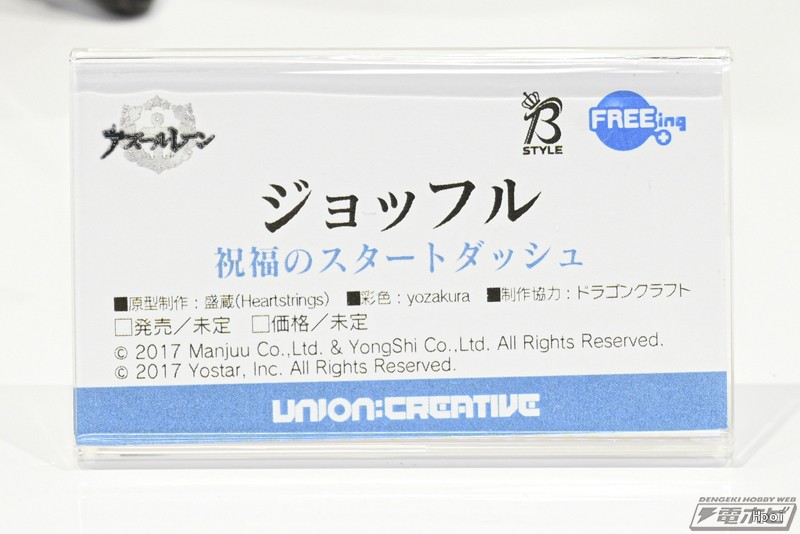 アズールレーン
B
STYLE
FREEing
ジョッフル
祝福のスタートダッシュ
■原型制作：盛蔵(Heartstrings) ■彩色：yozakura ■制作協力：ドラゴンクラフト
□発売／未定 □価格／未定
© 2017 Manjuu Co.,Ltd. & YongShi Co.,Ltd. All Rights Reserved.
© 2017 Yostar, Inc. All Rights Reserved.
UNION:CREATIVE
DENGEKI HOBBY WEB
電ホビ
Hpoi